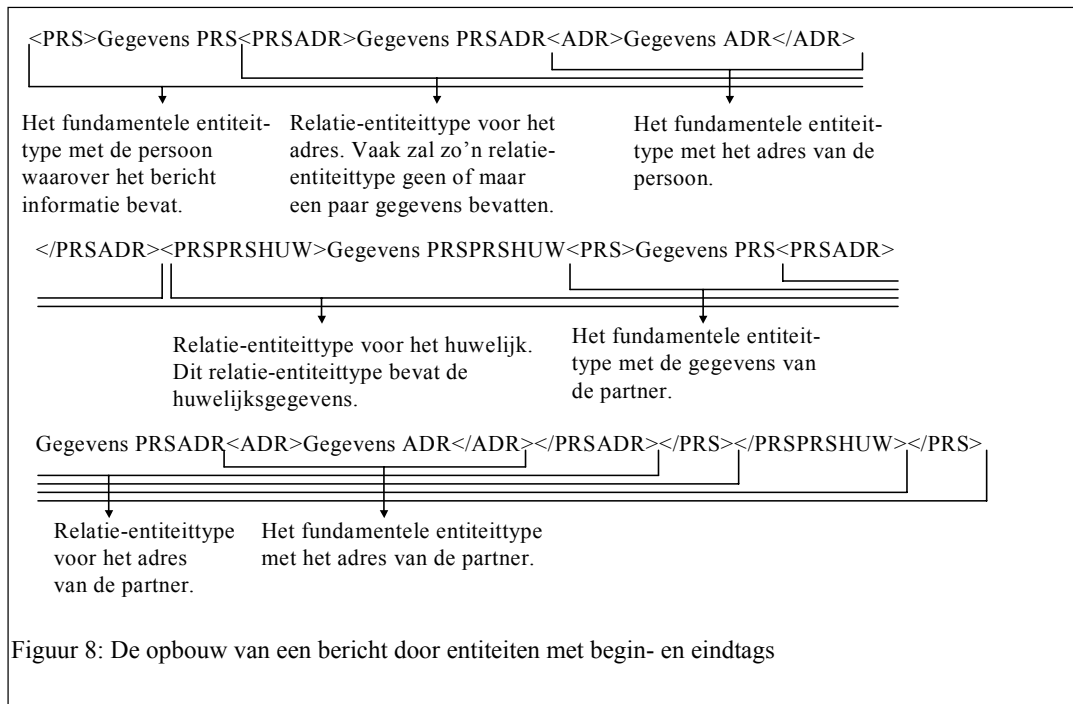 <PRS>Gegevens PRS<PRSADR>Gegevens PRSADR<ADR>Gegevens ADR</ADR>
Het fundamentele entiteit-
type met de persoon
waarover het bericht
informatie bevat.
Relatie-entiteittype voor het
adres. Vaak zal zo’n relatie-
entiteittype geen of maar
een paar gegevens bevatten.
Het fundamentele entiteit-
type met het adres van de
persoon.
</PRSADR><PRSPRSHUW>Gegevens PRSPRSHUW<PRS>Gegevens PRS<PRSADR>
Relatie-entiteittype voor het huwelijk.
Dit relatie-entiteittype bevat de
huwelijksgegevens.
Het fundamentele entiteit-
type met de gegevens van
de partner.
Gegevens PRSADR<ADR>Gegevens ADR</ADR></PRSADR></PRS></PRSPRSHUW></PRS>
Relatie-entiteittype
voor het adres
van de partner.
Het fundamentele entiteittype
met het adres van de partner.
Figuur 8: De opbouw van een bericht door entiteiten met begin- en eindtags